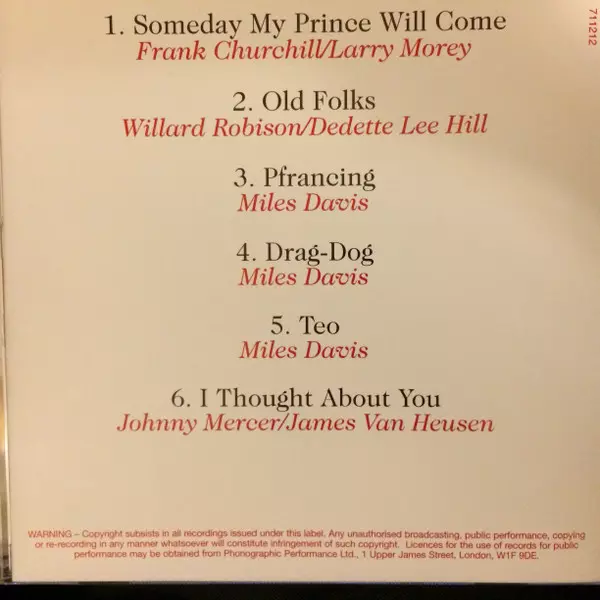 1. Someday My Prince Will Come
Frank Churchill/Larry Morey
2. Old Folks
Willard Robison/Dedette Lee Hill
3. Pfrancing
Miles Davis
4. Drag-Dog
Miles Davis
5. Teo
Miles Davis
6. I Thought About You
Johnny Mercer/James Van Heusen
WARNING – Copyright subsists in all recordings issued under this label. Any unauthorised broadcasting, public performance, copying
or re-recording in any manner whatsoever will constitute infringement of such copyright. Licences for the use of records for public
performance may be obtained from Phonographic Performance Ltd., 1 Upper James Street, London, W1F 9DE.
711212